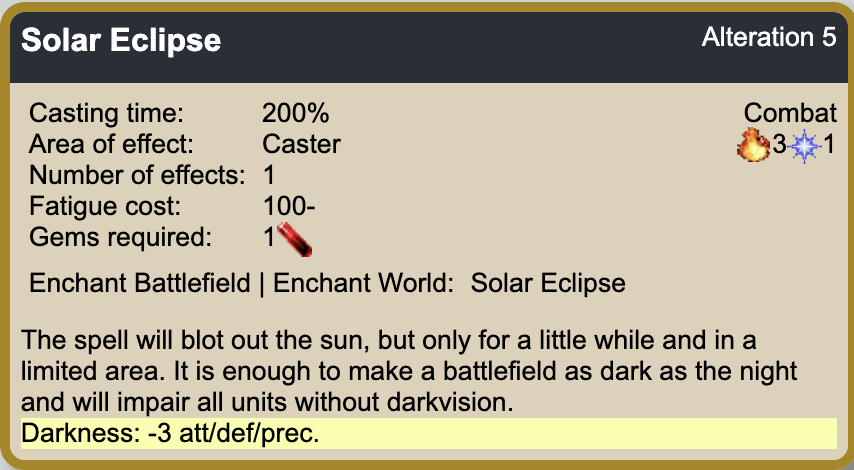 Solar Eclipse Alteration 5
Casting time: 200% Combat
Area of effect: Caster 3 1
Number of effects: 1
Fatigue cost: 100-
Gems required: 1
Enchant Battlefield | Enchant World: Solar Eclipse
The spell will blot out the sun, but only for a little while and in a
limited area. It is enough to make a battlefield as dark as the night
and will impair all units without darkvision.
Darkness: -3 att/def/prec.